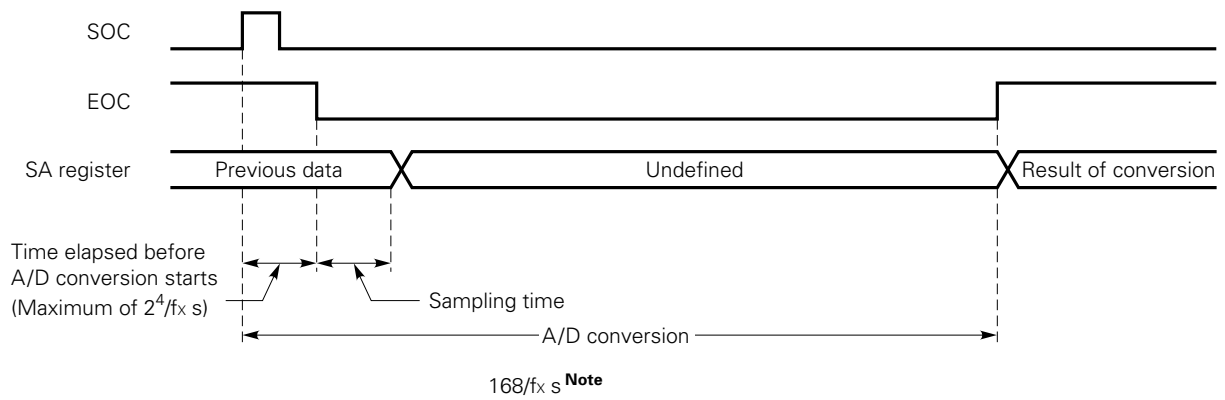 SOC
EOC
SA register
Previous data
Undefined
Result of conversion
Time elapsed before
A/D conversion starts
(Maximum of 2⁴/fx s)
Sampling time
A/D conversion
168/fx s Note